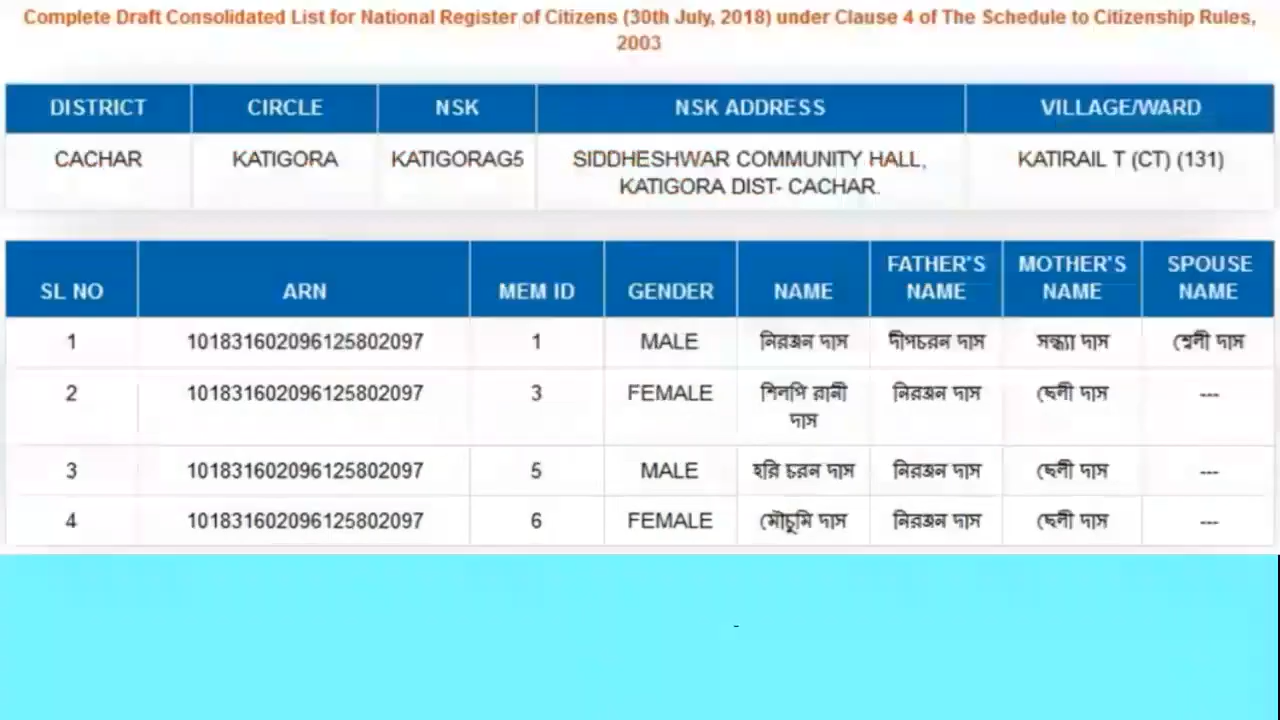 Complete Draft Consolidated List for National Register of Citizens (30th July, 2018) under Clause 4 of The Schedule to Citizenship Rules,
2003
DISTRICT CIRCLE NSK NSK ADDRESS VILLAGE/WARD
CACHAR KATIGORA KATIGORAG5 SIDDHESHWAR COMMUNITY HALL, KATIRAIL T (CT) (131)
KATIGORA DIST- CACHAR.
FATHER'S MOTHER'S SPOUSE
SL NO ARN MEM ID GENDER NAME NAME NAME NAME
1 101831602096125802097 1 MALE নিরঞ্জন দাস দীপচরন দাস সন্ধ্যা দাস শ্বেলী দাস
2 101831602096125802097 3 FEMALE শিলপি রানী নিরঞ্জন দাস ছেলী দাস ---
দাস
3 101831602096125802097 5 MALE হরি চরন দাস নিরঞ্জন দাস ছেলী দাস ---
4 101831602096125802097 6 FEMALE মৌচুমি দাস নিরঞ্জন দাস ছেলী দাস ---
-